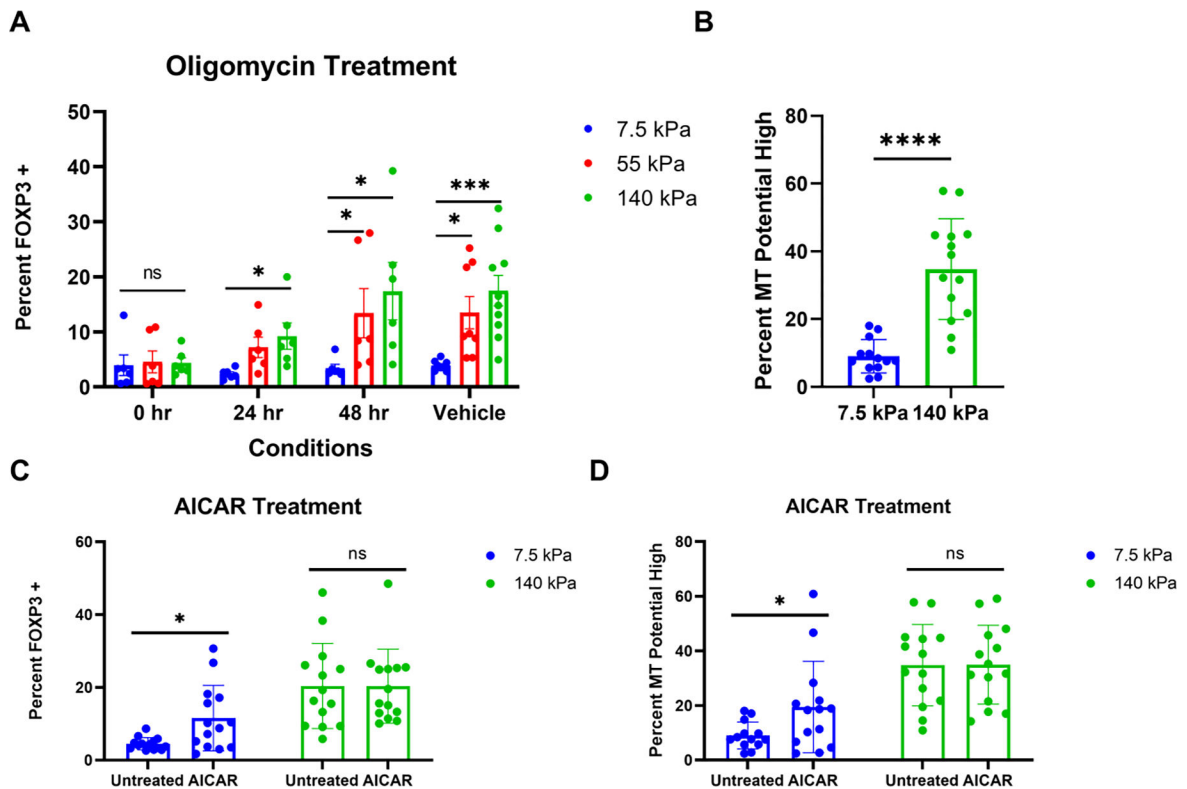 A
Oligomycin Treatment
Percent FOXP3 +
50
40
30
20
10
0
ns
*
*
*
*
***
0 hr 24 hr 48 hr Vehicle
Conditions
7.5 kPa
55 kPa
140 kPa
B
Percent MT Potential High
80
60
40
20
0
****
7.5 kPa 140 kPa
C
AICAR Treatment
Percent FOXP3 +
60
40
20
0
*
ns
Untreated AICAR Untreated AICAR
7.5 kPa
140 kPa
D
AICAR Treatment
Percent MT Potential High
80
60
40
20
0
*
ns
Untreated AICAR Untreated AICAR
7.5 kPa
140 kPa